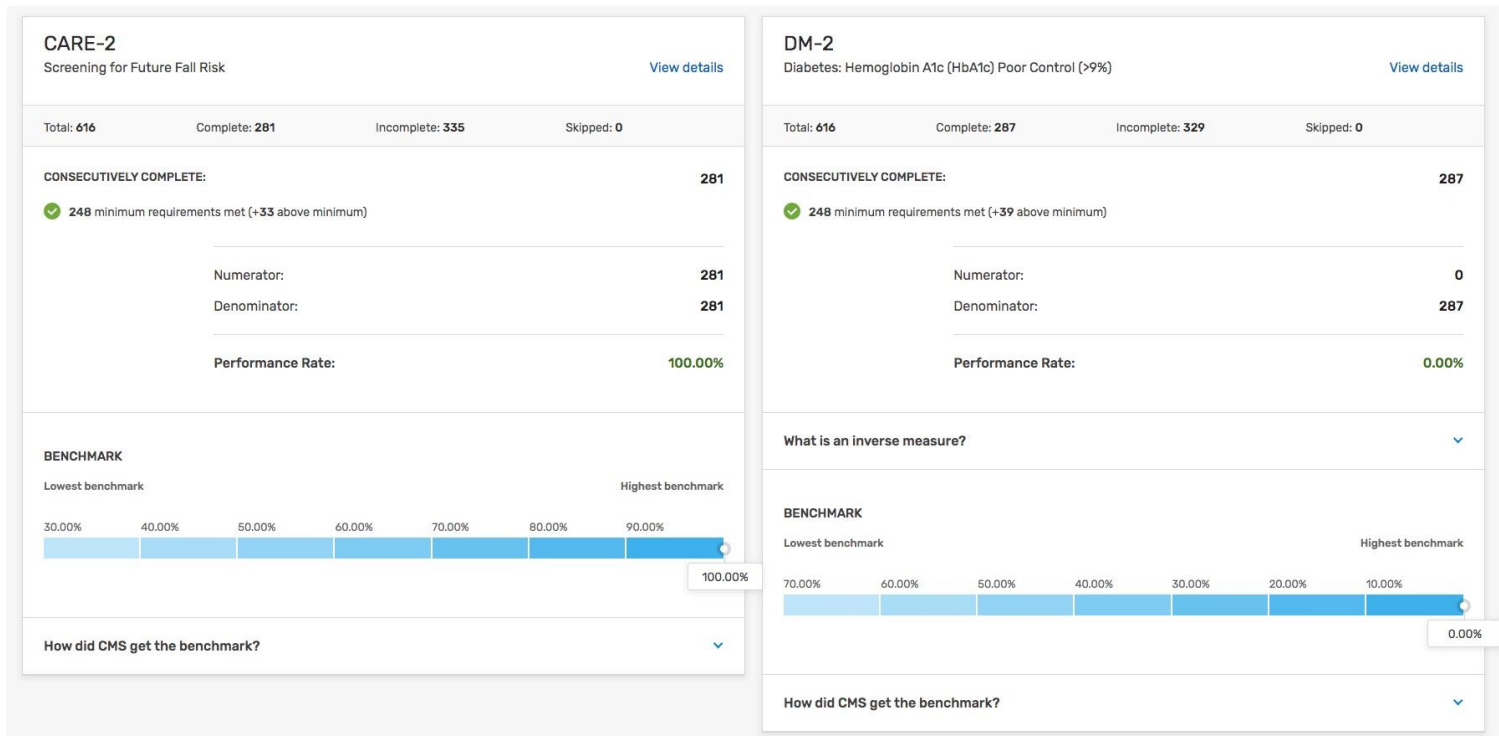 CARE-2
Screening for Future Fall Risk
View details
Total: 616 Complete: 281 Incomplete: 335 Skipped: 0
CONSECUTIVELY COMPLETE: 281
248 minimum requirements met (+33 above minimum)
Numerator: 281
Denominator: 281
Performance Rate: 100.00%
BENCHMARK
Lowest benchmark Highest benchmark
30.00% 40.00% 50.00% 60.00% 70.00% 80.00% 90.00%
100.00%
How did CMS get the benchmark?
DM-2
Diabetes: Hemoglobin A1c (HbA1c) Poor Control (>9%)
View details
Total: 616 Complete: 287 Incomplete: 329 Skipped: 0
CONSECUTIVELY COMPLETE: 287
248 minimum requirements met (+39 above minimum)
Numerator: 0
Denominator: 287
Performance Rate: 0.00%
What is an inverse measure?
BENCHMARK
Lowest benchmark Highest benchmark
70.00% 60.00% 50.00% 40.00% 30.00% 20.00% 10.00%
0.00%
How did CMS get the benchmark?